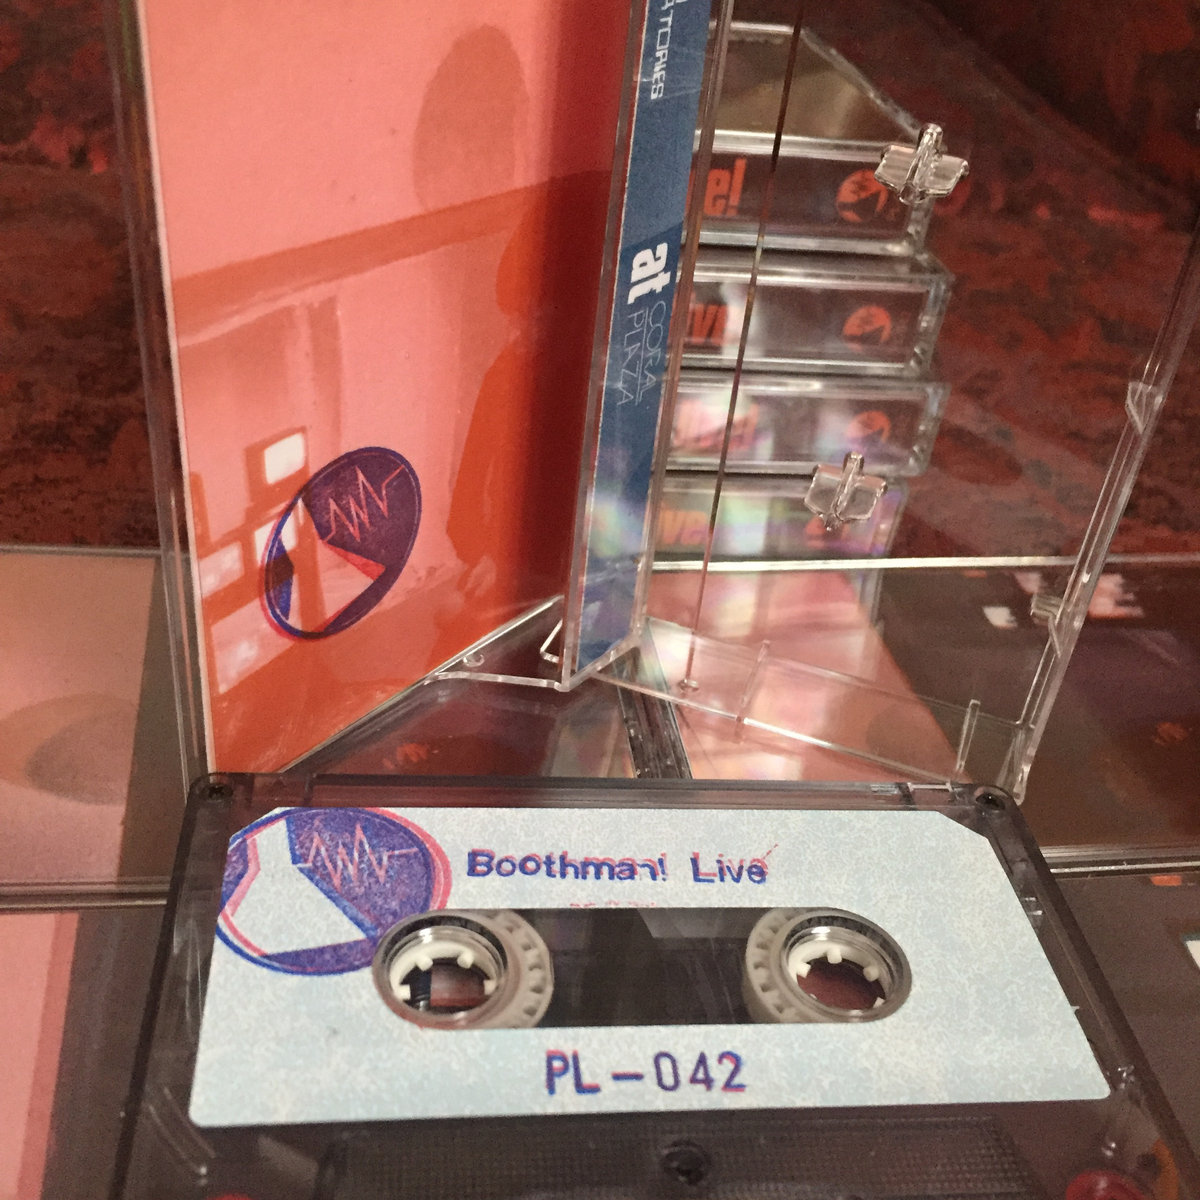 at
CORAL
PLAZA
Boothman! Live
PL-042